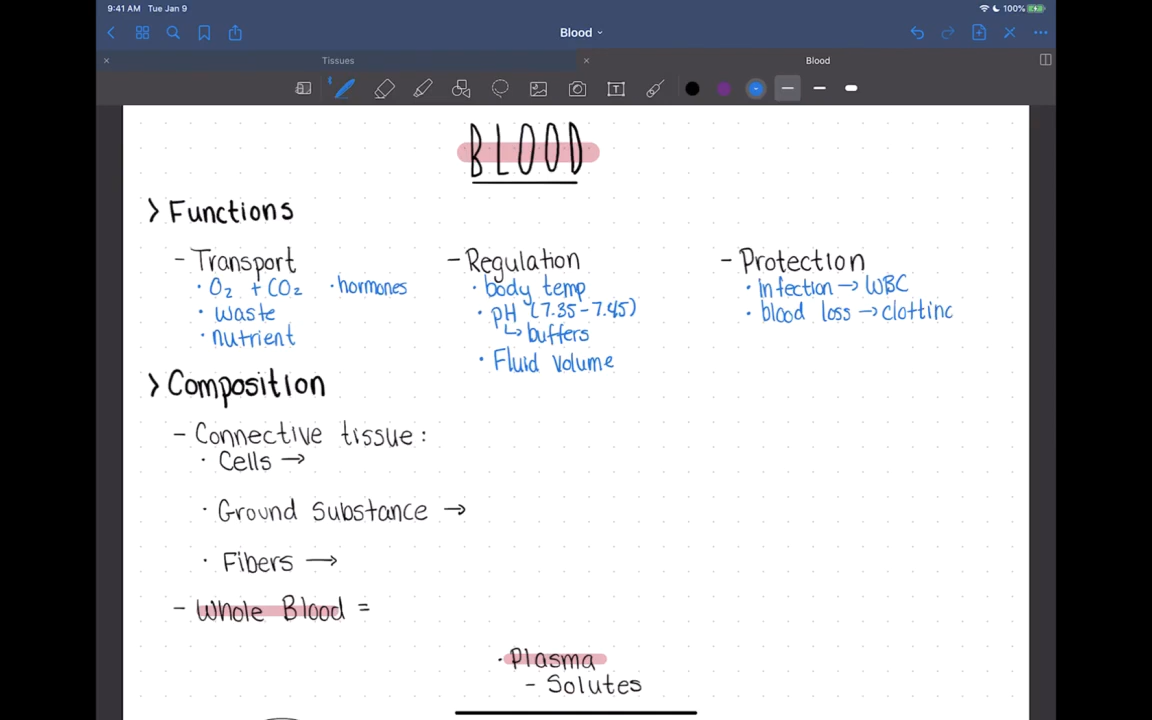 9:41 AM Tue Jan 9
100%
Blood
Tissues
Blood
BLOOD
> Functions
- Transport
· O₂ + CO₂ · hormones
· waste
· nutrient
- Regulation
· body temp
· pH (7.35-7.45)
↳ buffers
· Fluid volume
- Protection
· infection → WBC
· blood loss → clottinc
> Composition
- Connective tissue:
· Cells →
· Ground substance →
· Fibers →
- Whole Blood =
· Plasma
- Solutes